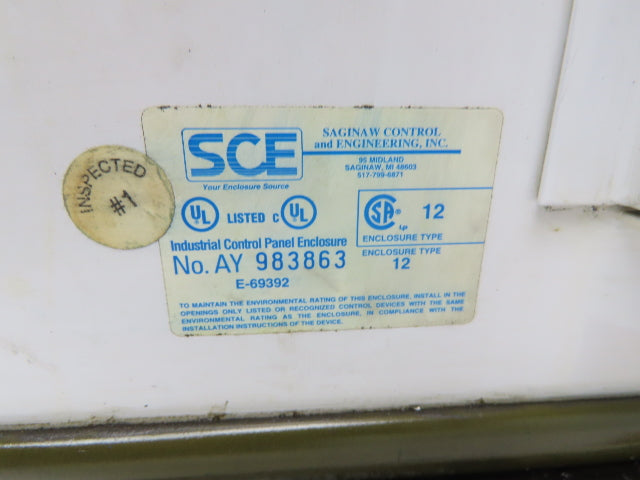 INSPECTED
#1
SCE
Your Enclosure Source
SAGINAW CONTROL
and ENGINEERING, INC.
95 MIDLAND
SAGINAW, MI 48603
517-799-6871
UL LISTED c UL
Industrial Control Panel Enclosure
No. AY 983863
E-69392
SA® 12
ENCLOSURE TYPE
ENCLOSURE TYPE
12
TO MAINTAIN THE ENVIRONMENTAL RATING OF THIS ENCLOSURE, INSTALL IN THE
OPENINGS ONLY LISTED OR RECOGNIZED CONTROL DEVICES WITH THE SAME
ENVIRONMENTAL RATING AS THE ENCLOSURE, IN COMPLIANCE WITH THE
INSTALLATION INSTRUCTIONS OF THE DEVICE.